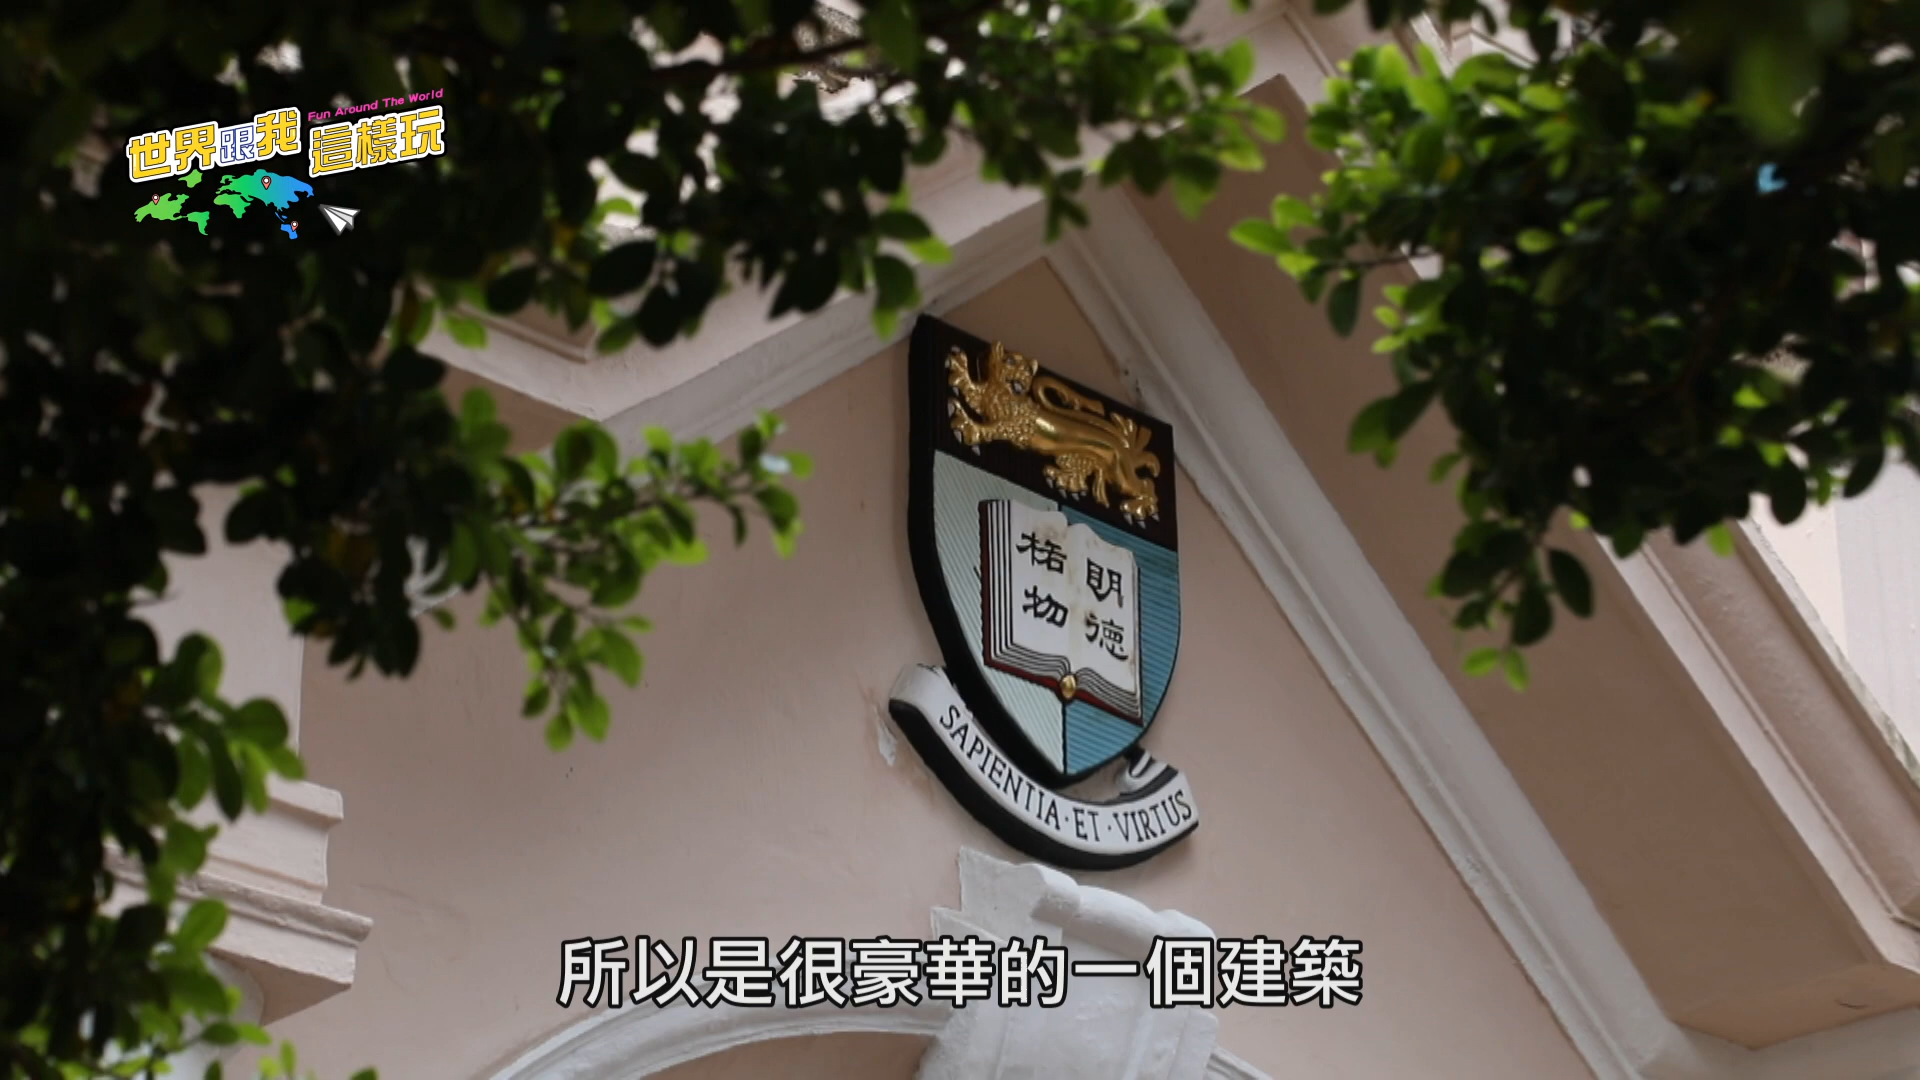 Fun Around The World
世界跟我這樣玩
明德
格物
SAPIENTIA·ET·VIRTUS
所以是很豪華的一個建築